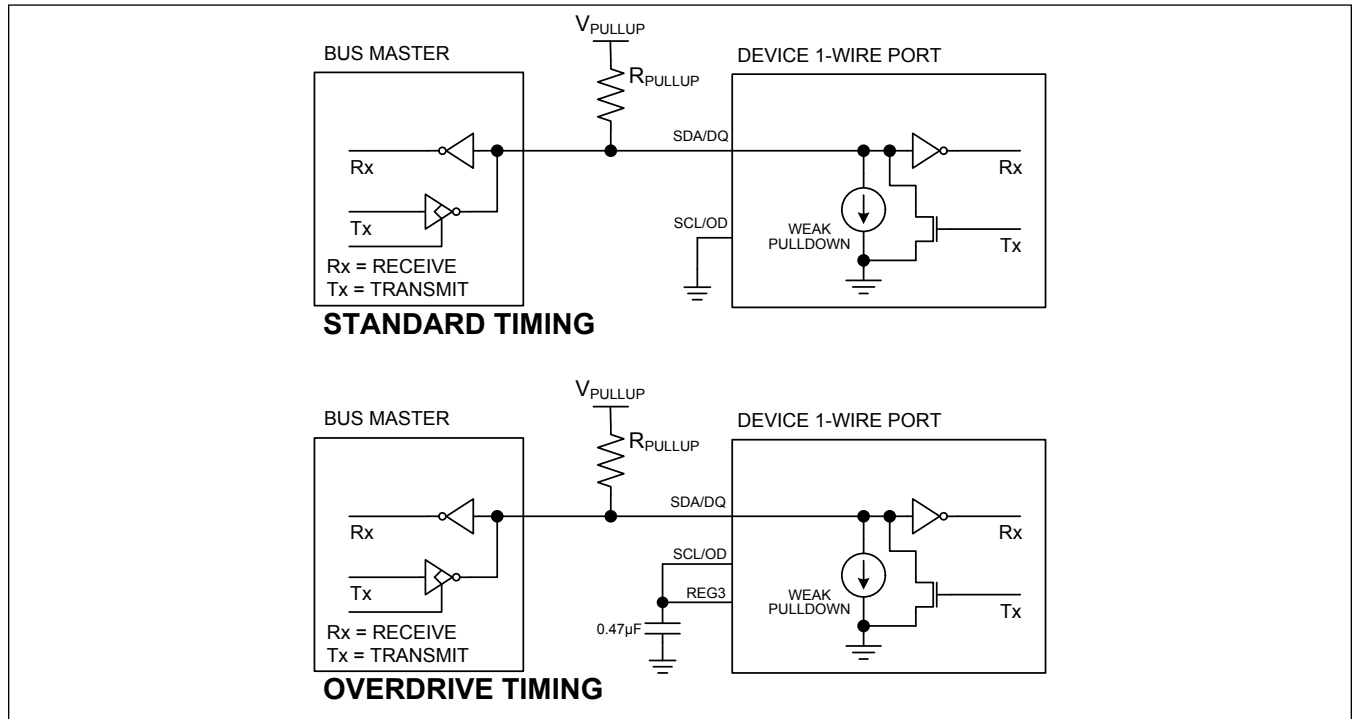 VPULLUP
BUS MASTER
DEVICE 1-WIRE PORT
RPULLUP
SDA/DQ
Rx
Rx
SCL/OD
WEAK
PULLDOWN
Tx
Tx
Rx = RECEIVE
Tx = TRANSMIT
STANDARD TIMING
VPULLUP
BUS MASTER
DEVICE 1-WIRE PORT
RPULLUP
SDA/DQ
Rx
Rx
SCL/OD
REG3
WEAK
PULLDOWN
Tx
Tx
0.47µF
Rx = RECEIVE
Tx = TRANSMIT
OVERDRIVE TIMING